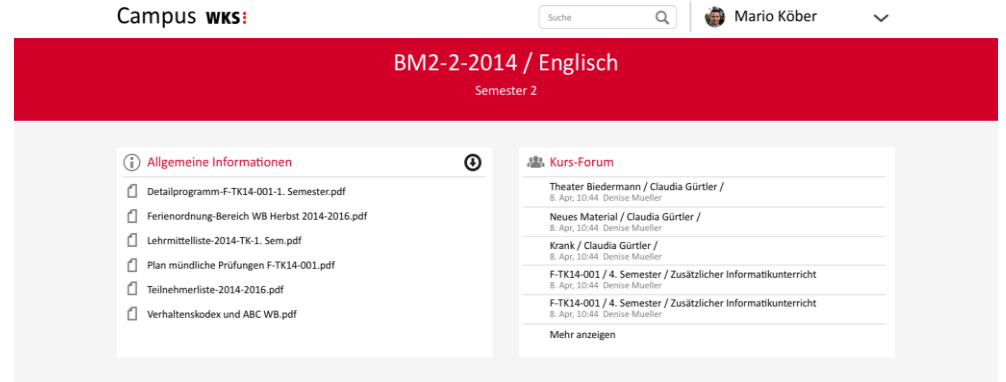 Campus WKS
Suche
Mario Köber
BM2-2-2014 / Englisch
Semester 2
Allgemeine Informationen
Detailprogramm-F-TK14-001-1. Semester.pdf
Ferienordnung-Bereich WB Herbst 2014-2016.pdf
Lehrmittelliste-2014-TK-1. Sem.pdf
Plan mündliche Prüfungen F-TK14-001.pdf
Teilnehmerliste-2014-2016.pdf
Verhaltenskodex und ABC WB.pdf
Kurs-Forum
Theater Biedermann / Claudia Gürtler /
8. Apr, 10:44 Denise Mueller
Neues Material / Claudia Gürtler /
8. Apr, 10:44 Denise Mueller
Krank / Claudia Gürtler /
8. Apr, 10:44 Denise Mueller
F-TK14-001 / 4. Semester / Zusätzlicher Informatikunterricht
8. Apr, 10:44 Denise Mueller
F-TK14-001 / 4. Semester / Zusätzlicher Informatikunterricht
8. Apr, 10:44 Denise Mueller
Mehr anzeigen